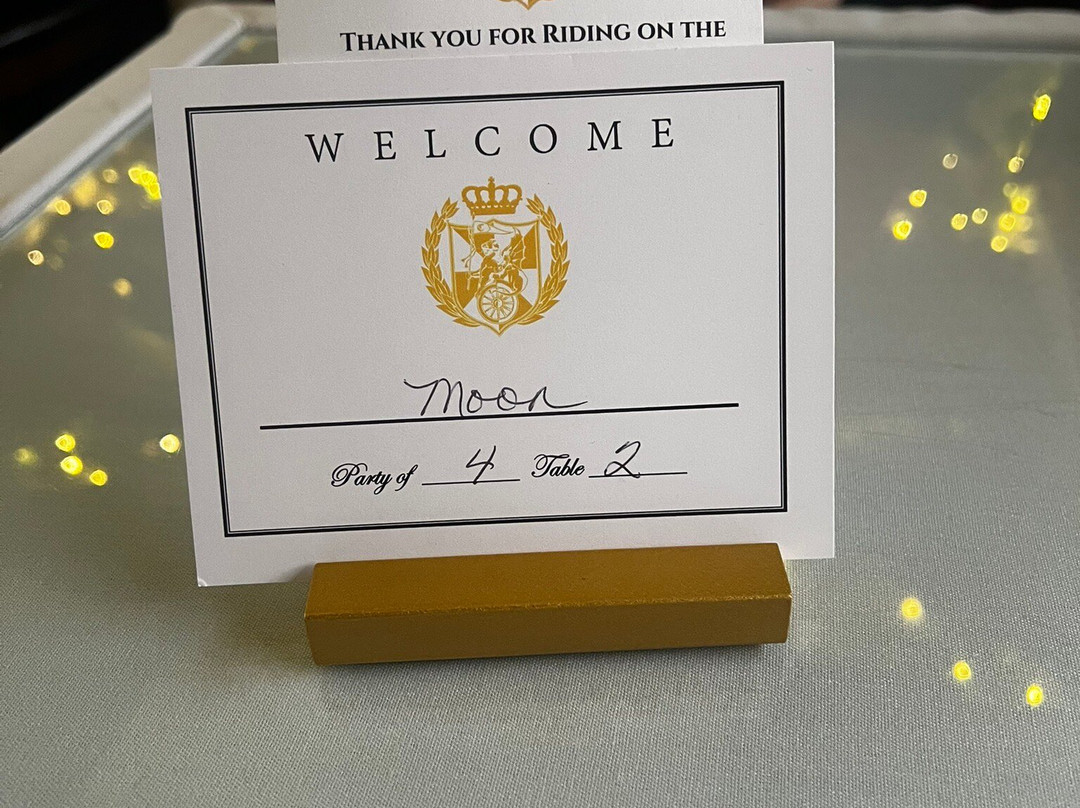 THANK YOU FOR RIDING ON THE
WELCOME
Moon
Party of 4 Table 2